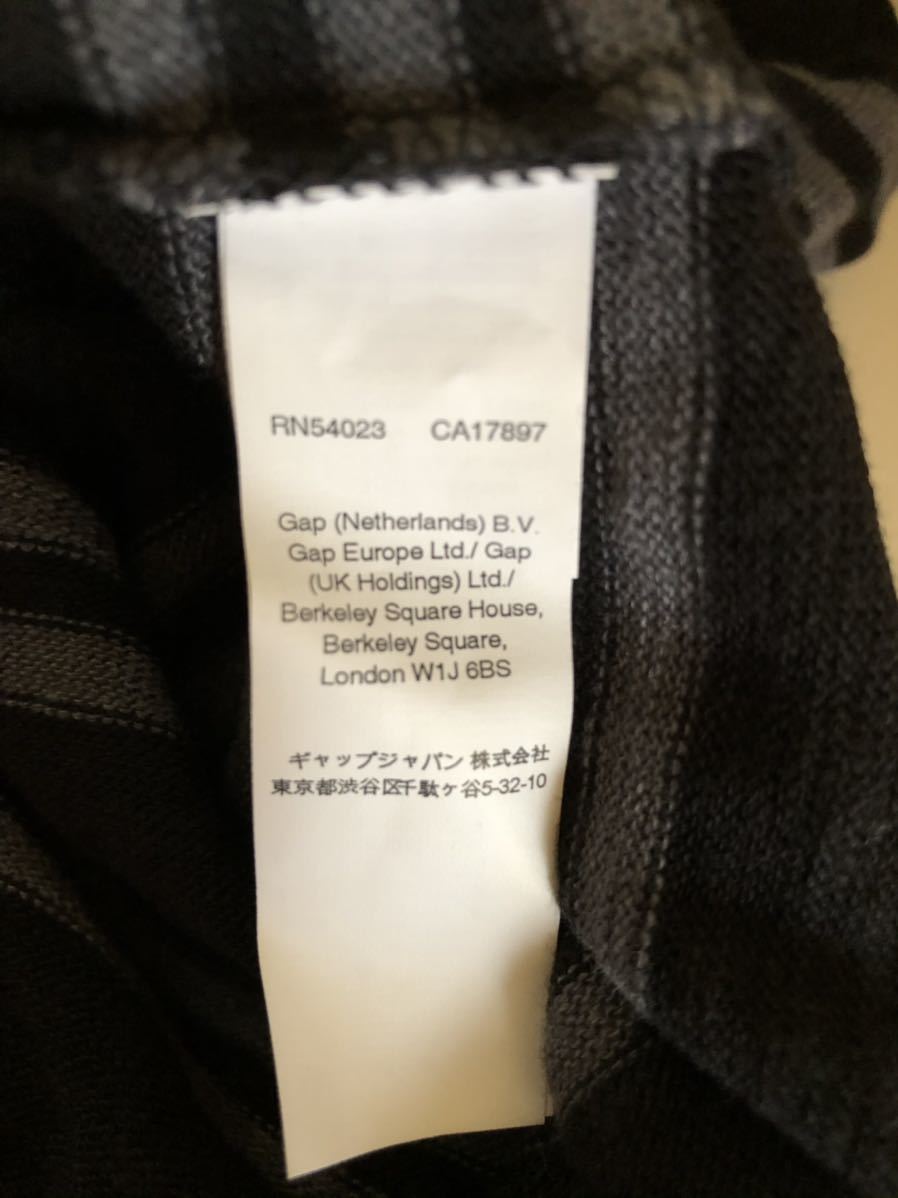 RN54023 CA17897
Gap (Netherlands) B.V.
Gap Europe Ltd./ Gap
(UK Holdings) Ltd./
Berkeley Square House,
Berkeley Square,
London W1J 6BS
ギャップジャパン 株式会社
東京都渋谷区千駄ケ谷5-32-10